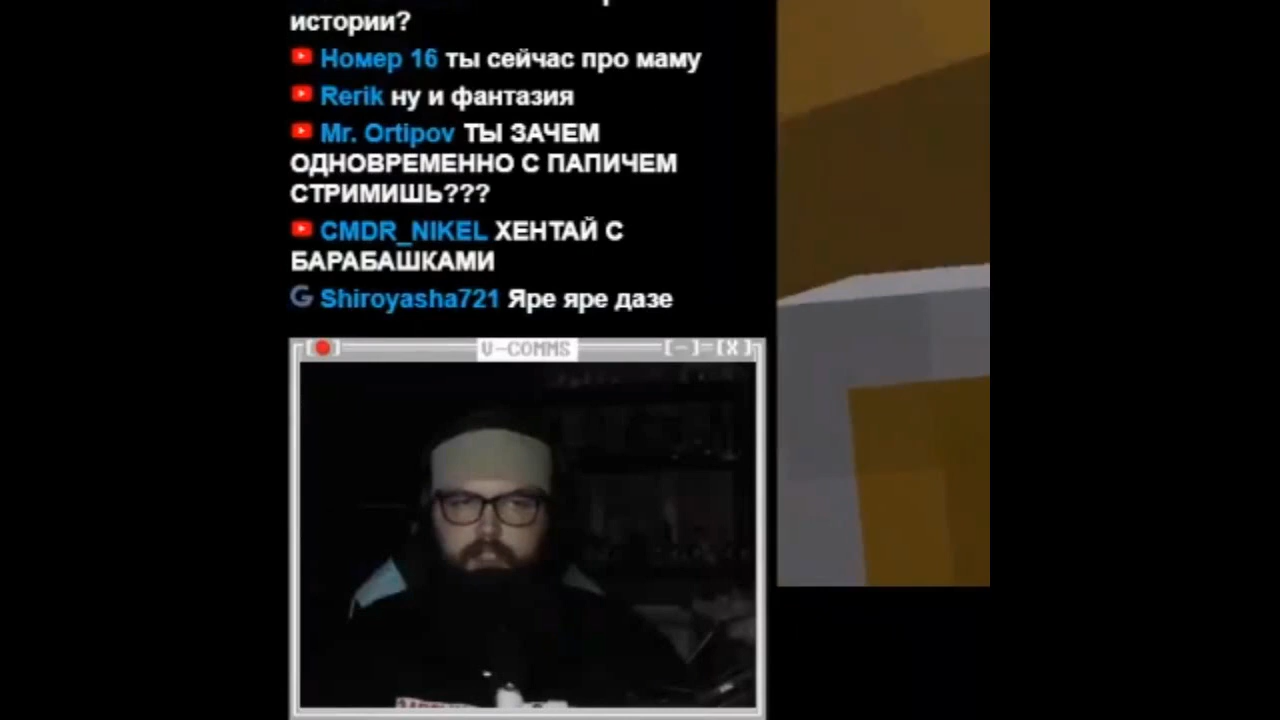 истории?
Номер 16 ты сейчас про маму
Rerik ну и фантазия
Mr. Ortipov ТЫ ЗАЧЕМ
ОДНОВРЕМЕННО С ПАПИЧЕМ
СТРИМИШЬ???
CMDR_NIKEL ХЕНТАЙ С
БАРАБАШКАМИ
Shiroyasha721 Яре яре дазе
V-COMMS [-] [X]